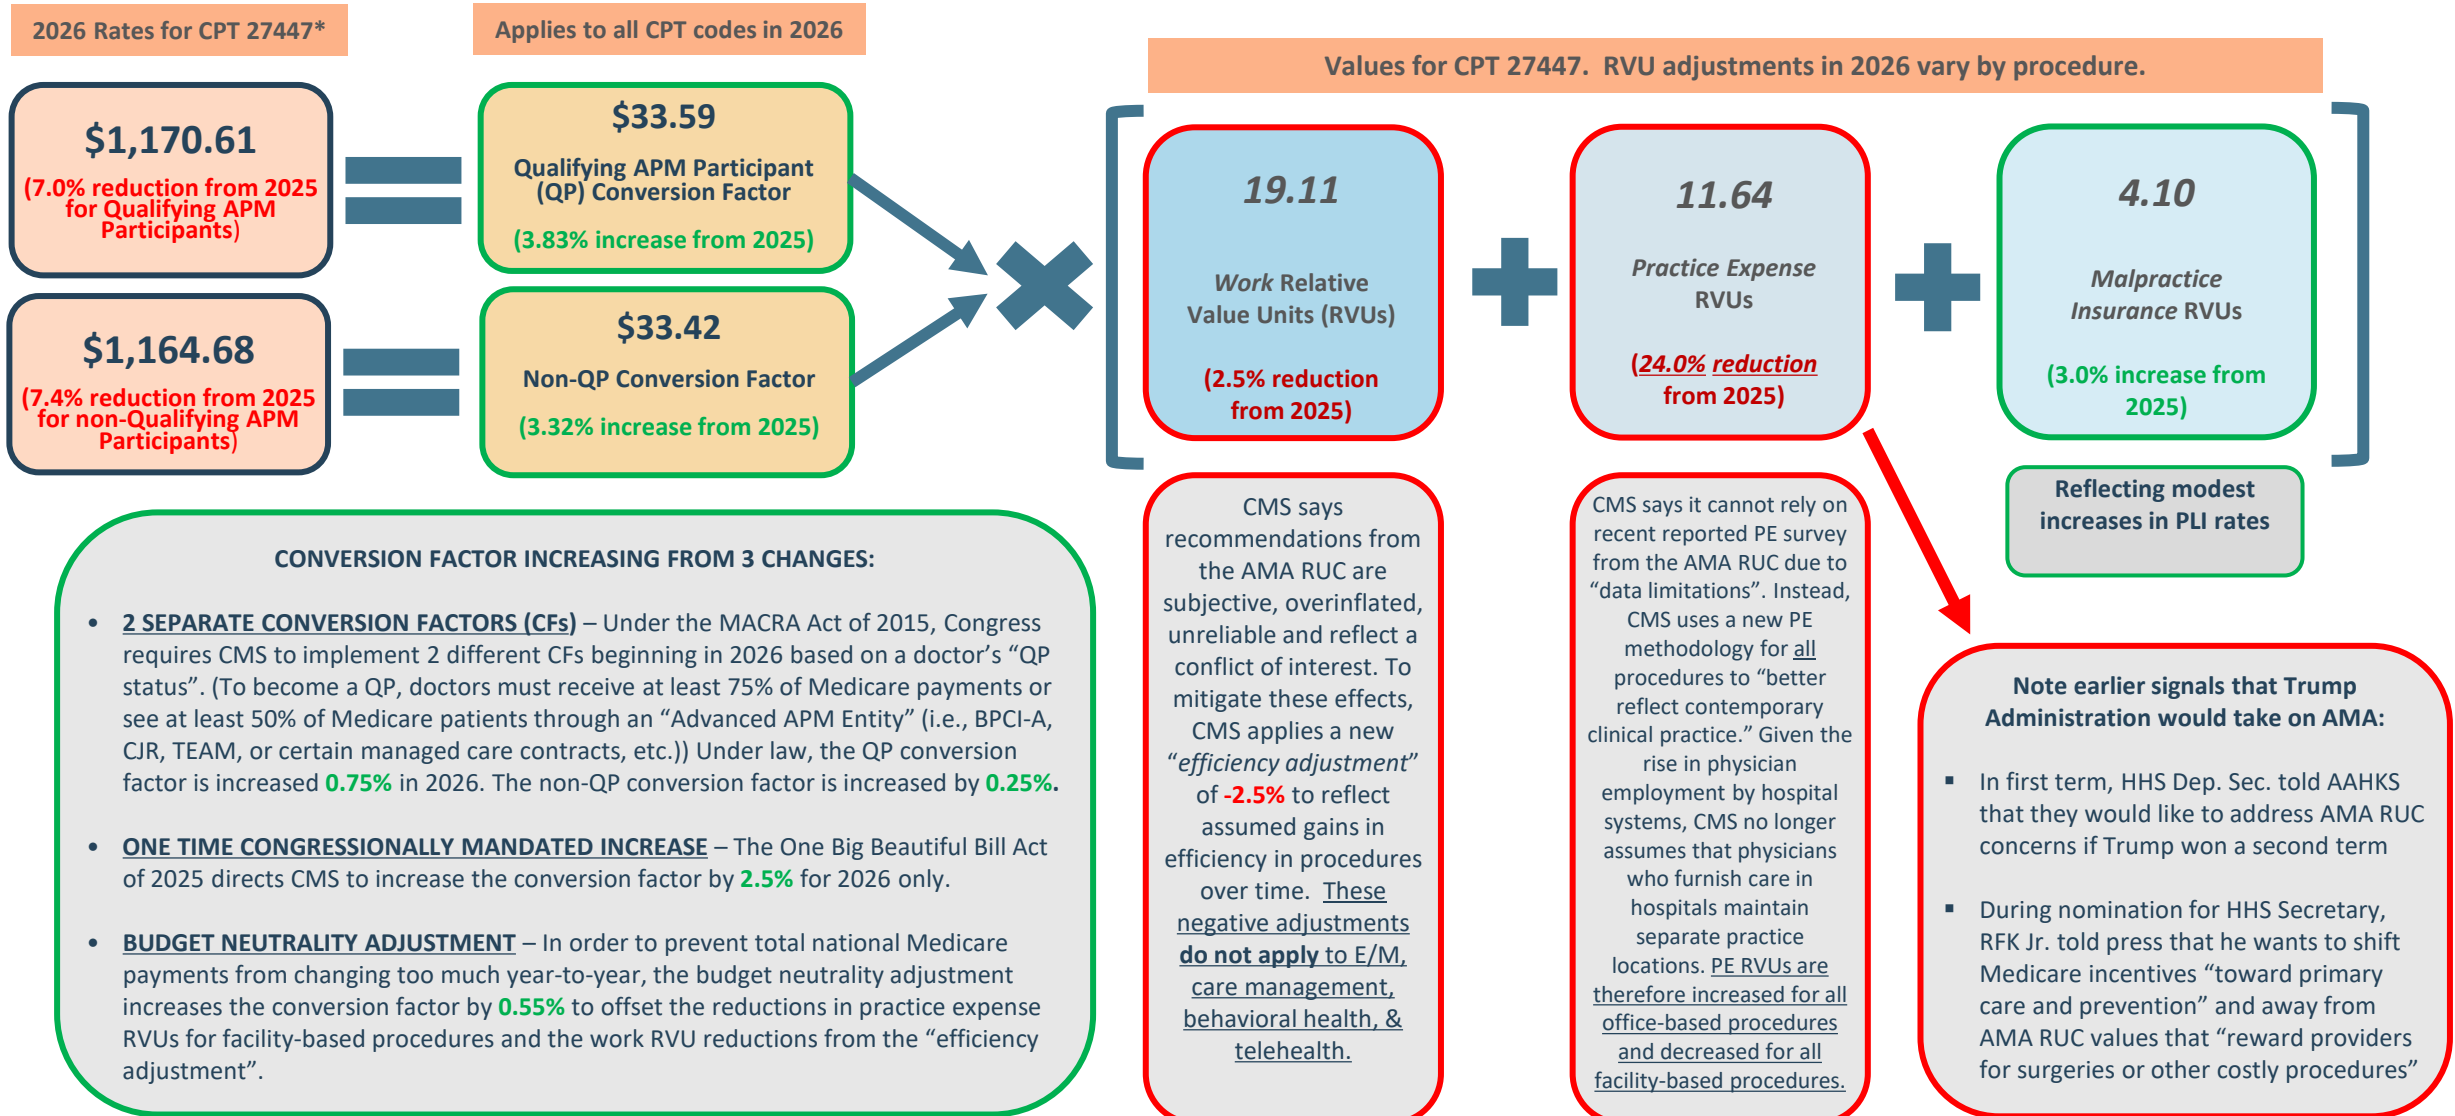 2026 Rates for CPT 27447*
Applies to all CPT codes in 2026
Values for CPT 27447.  RVU adjustments in 2026 vary by procedure.
$1,170.61
(7.0% reduction from 2025
for Qualifying APM
Participants)
$1,164.68
(7.4% reduction from 2025
for non-Qualifying APM
Participants)
$33.59
Qualifying APM Participant
(QP) Conversion Factor
(3.83% increase from 2025)
$33.42
Non-QP Conversion Factor
(3.32% increase from 2025)
19.11
Work Relative
Value Units (RVUs)
(2.5% reduction
from 2025)
11.64
Practice Expense
RVUs
(24.0% reduction
from 2025)
4.10
Malpractice
Insurance RVUs
(3.0% increase from
2025)
Reflecting modest
increases in PLI rates
CONVERSION FACTOR INCREASING FROM 3 CHANGES:
• 2 SEPARATE CONVERSION FACTORS (CFs) – Under the MACRA Act of 2015, Congress
requires CMS to implement 2 different CFs beginning in 2026 based on a doctor’s “QP
status”. (To become a QP, doctors must receive at least 75% of Medicare payments or
see at least 50% of Medicare patients through an “Advanced APM Entity” (i.e., BPCI-A,
CJR, TEAM, or certain managed care contracts, etc.)) Under law, the QP conversion
factor is increased 0.75% in 2026. The non-QP conversion factor is increased by 0.25%.
• ONE TIME CONGRESSIONALLY MANDATED INCREASE – The One Big Beautiful Bill Act
of 2025 directs CMS to increase the conversion factor by 2.5% for 2026 only.
• BUDGET NEUTRALITY ADJUSTMENT – In order to prevent total national Medicare
payments from changing too much year-to-year, the budget neutrality adjustment
increases the conversion factor by 0.55% to offset the reductions in practice expense
RVUs for facility-based procedures and the work RVU reductions from the “efficiency
adjustment”.
CMS says
recommendations from
the AMA RUC are
subjective, overinflated,
unreliable and reflect a
conflict of interest. To
mitigate these effects,
CMS applies a new
“efficiency adjustment”
of -2.5% to reflect
assumed gains in
efficiency in procedures
over time.  These
negative adjustments
do not apply to E/M,
care management,
behavioral health, &
telehealth.
CMS says it cannot rely on
recent reported PE survey
from the AMA RUC due to
“data limitations”. Instead,
CMS uses a new PE
methodology for all
procedures to “better
reflect contemporary
clinical practice.” Given the
rise in physician
employment by hospital
systems, CMS no longer
assumes that physicians
who furnish care in
hospitals maintain
separate practice
locations. PE RVUs are
therefore increased for all
office-based procedures
and decreased for all
facility-based procedures.
Note earlier signals that Trump
Administration would take on AMA:
▪ In first term, HHS Dep. Sec. told AAHKS
that they would like to address AMA RUC
concerns if Trump won a second term
▪ During nomination for HHS Secretary,
RFK Jr. told press that he wants to shift
Medicare incentives “toward primary
care and prevention” and away from
AMA RUC values that “reward providers
for surgeries or other costly procedures”